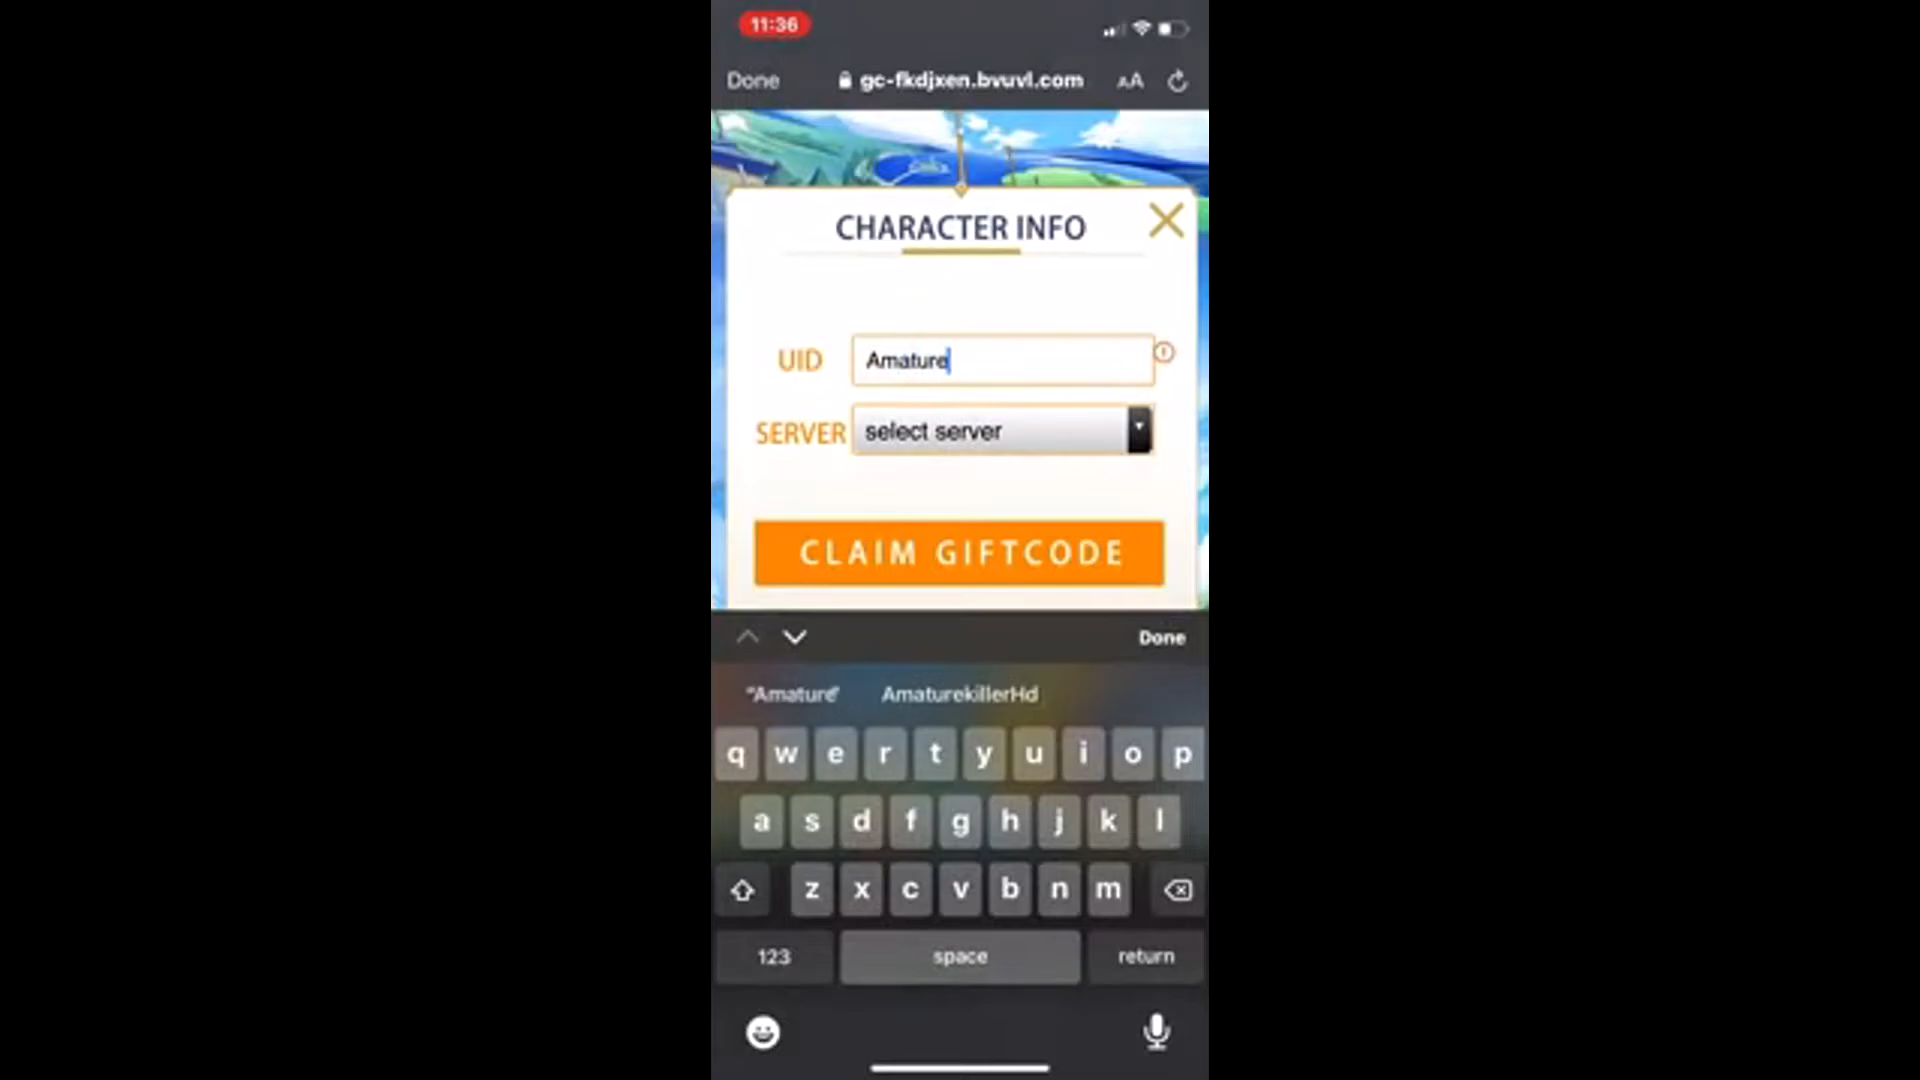 11:36
Done gc-fkdjxen.bvuvl.com AA
CHARACTER INFO
UID Amature
SERVER select server
CLAIM GIFTCODE
Done
“Amature” AmaturekillerHd
q w e r t y u i o p
a s d f g h j k l
z x c v b n m
123 space return